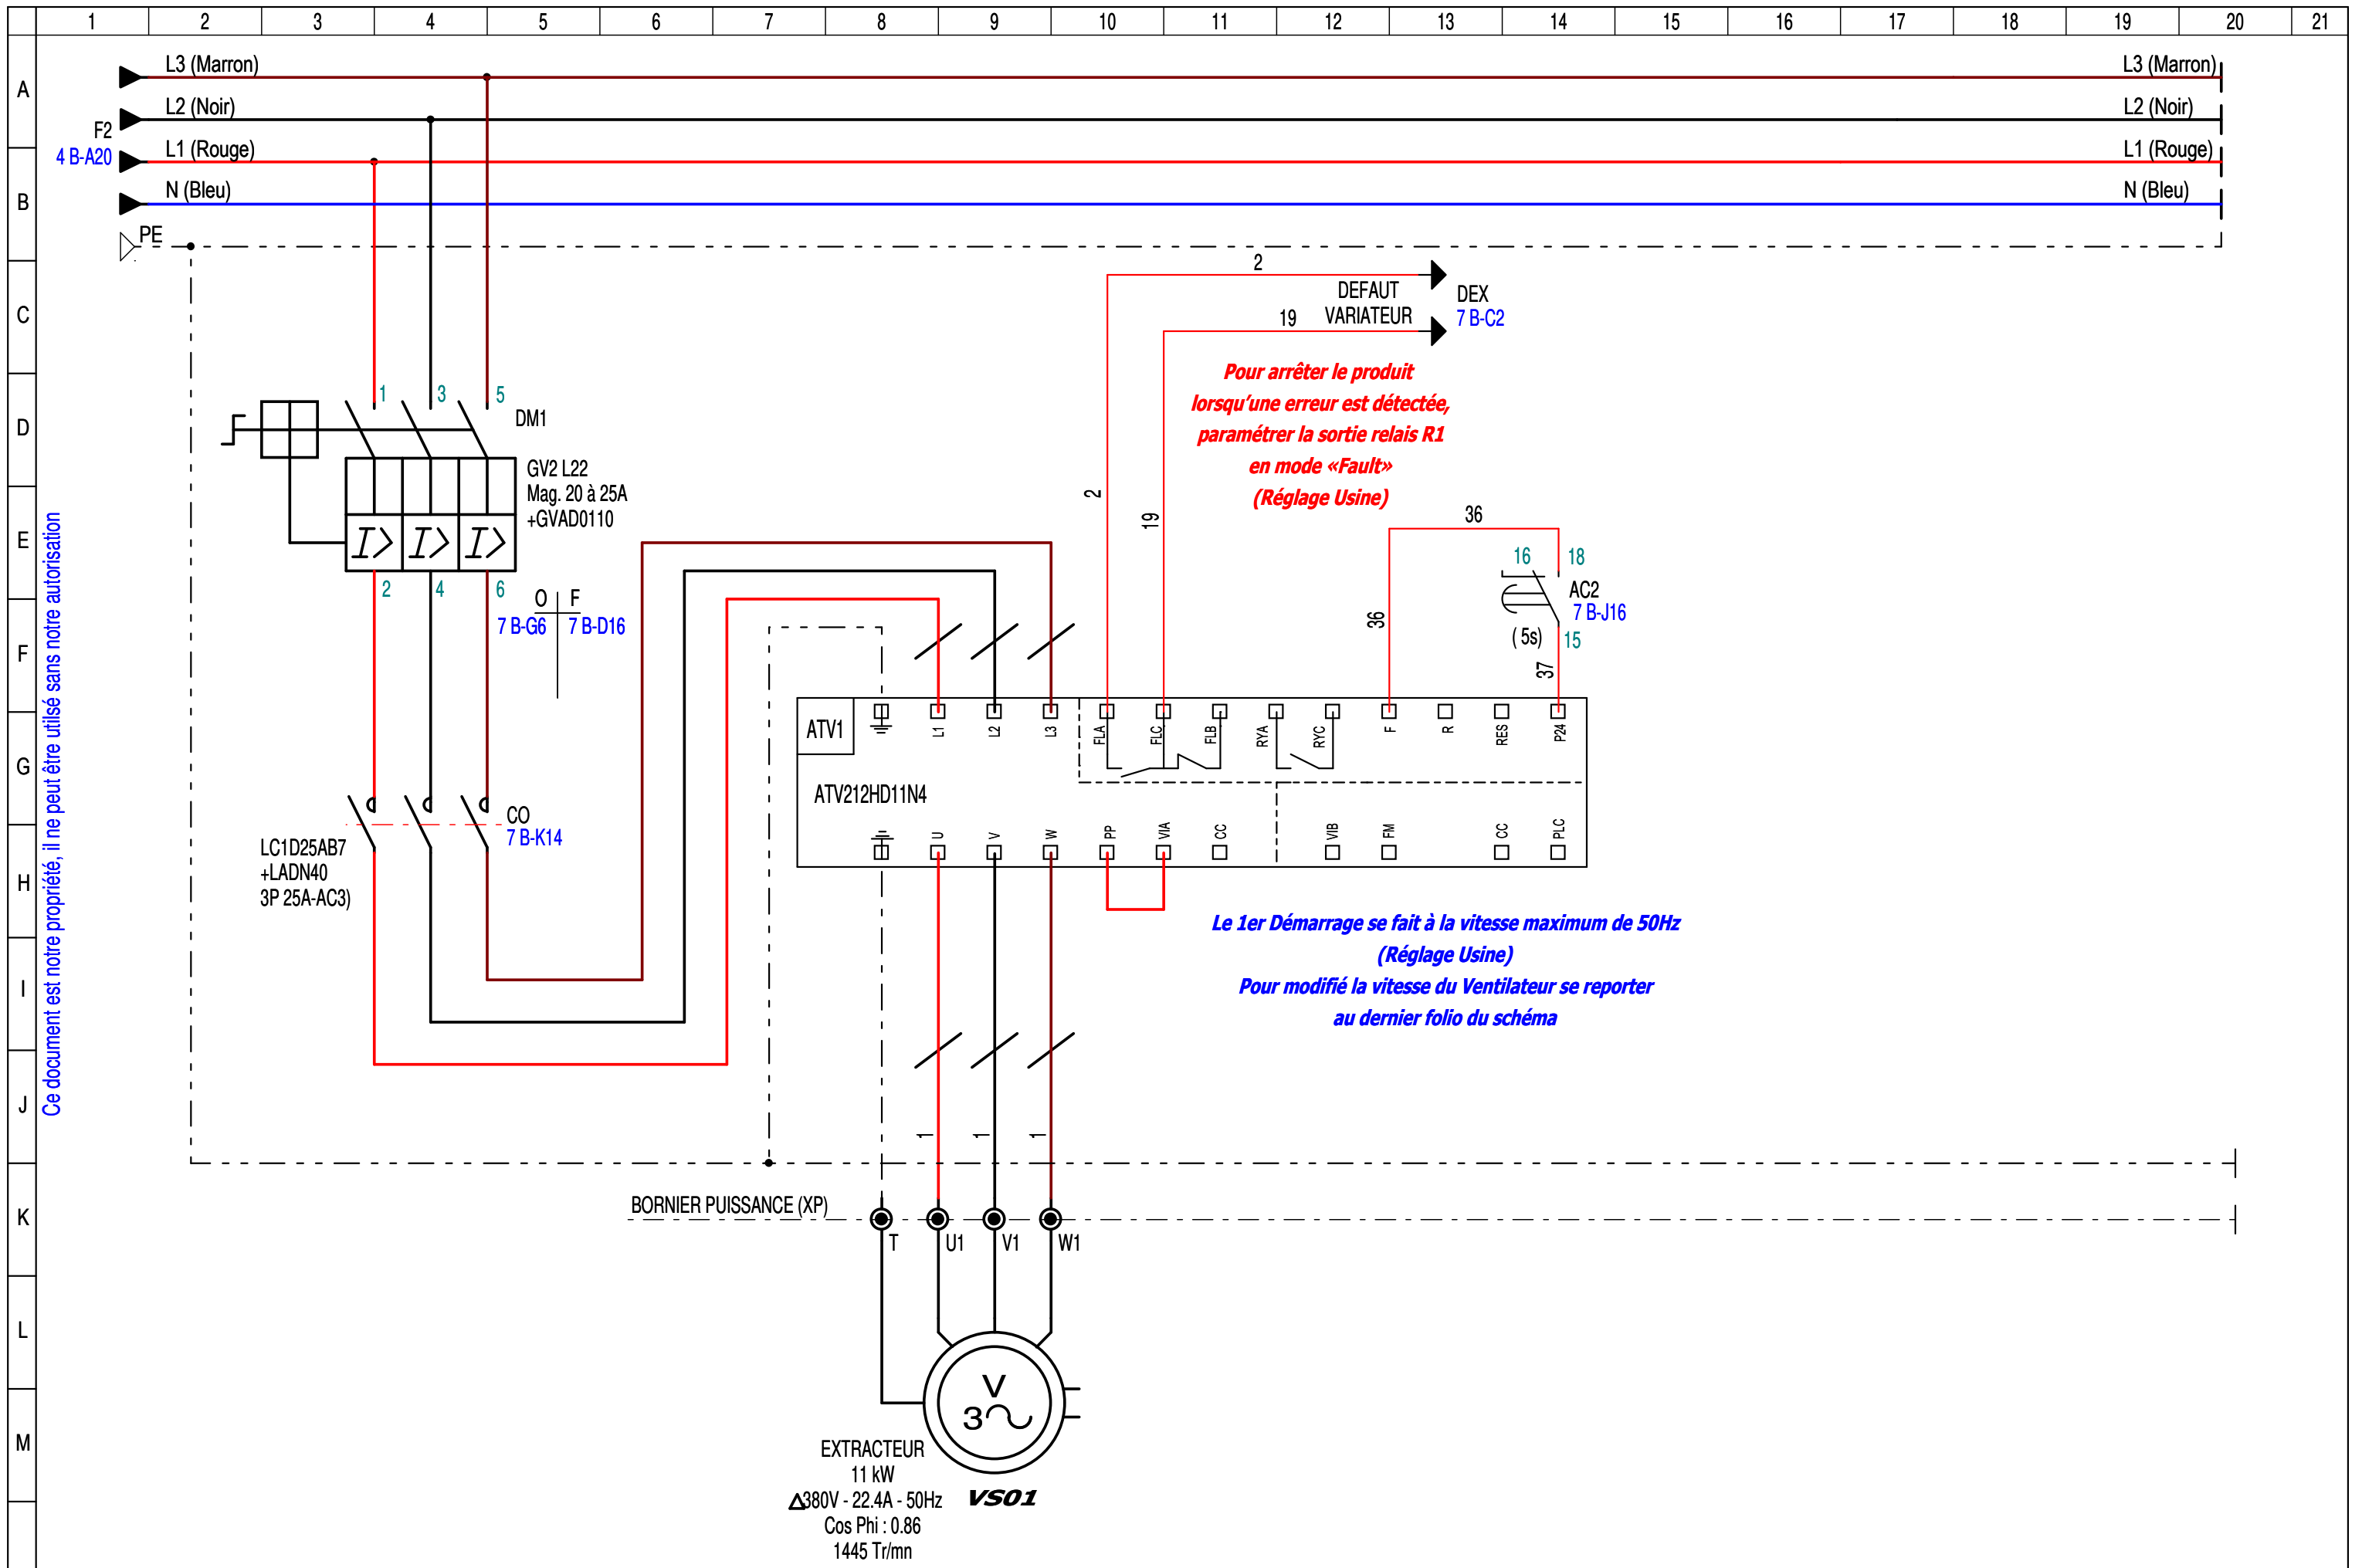 1 2 3 4 5 6 7 8 9 10 11 12 13 14 15 16 17 18 19 20 21
A
B
C
D
E
F
G
H
I
J
K
L
M
L3 (Marron)
L3 (Marron)
L2 (Noir)
L2 (Noir)
F2
4 B-A20
L1 (Rouge)
L1 (Rouge)
N (Bleu)
N (Bleu)
PE
2
DEFAUT
VARIATEUR
19
DEX
7 B-C2
Pour arrêter le produit
lorsqu'une erreur est détectée,
paramétrer la sortie relais R1
en mode «Fault»
(Réglage Usine)
2
19
1 3 5
DM1
GV2 L22
Mag. 20 à 25A
+GVAD0110
I> I> I>
2 4 6
O F
7 B-G6 7 B-D16
36
16 18
AC2
7 B-J16
(5s)
15
36
37
ATV1
L1 L2 L3 FLA FLC FLB RYA RYC F R RES P24
ATV212HD11N4
U V W PP VIA CC VIB FM CC PLC
CO
7 B-K14
LC1D25AB7
+LADN40
3P 25A-AC3)
Le 1er Démarrage se fait à la vitesse maximum de 50Hz
(Réglage Usine)
Pour modifié la vitesse du Ventilateur se reporter
au dernier folio du schéma
1 1 1
BORNIER PUISSANCE (XP)
T U1 V1 W1
V
3
EXTRACTEUR
11 kW
Δ380V - 22.4A - 50Hz
Cos Phi : 0.86
1445 Tr/mn
VS01
Ce document est notre propriété, il ne peut être utilsé sans notre autorisation